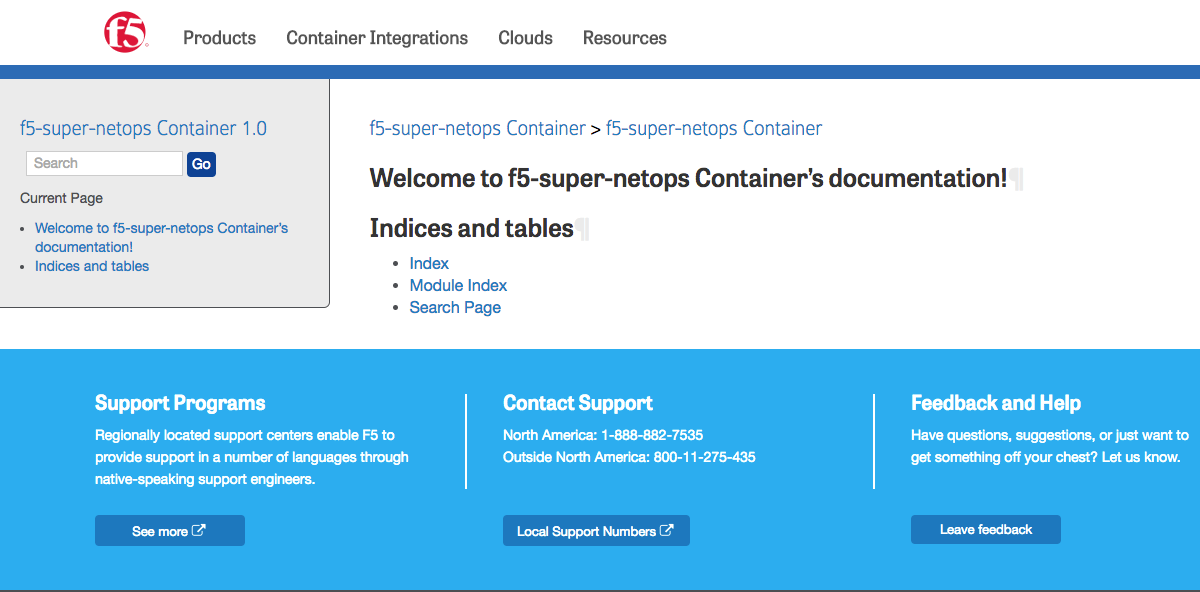 f5
Products
Container Integrations
Clouds
Resources
f5-super-netops Container 1.0
Search
Go
Current Page
Welcome to f5-super-netops Container's
documentation!
Indices and tables
f5-super-netops Container > f5-super-netops Container
Welcome to f5-super-netops Container's documentation!¶
Indices and tables¶
Index
Module Index
Search Page
Support Programs
Regionally located support centers enable F5 to
provide support in a number of languages through
native-speaking support engineers.
See more
Contact Support
North America: 1-888-882-7535
Outside North America: 800-11-275-435
Local Support Numbers
Feedback and Help
Have questions, suggestions, or just want to
get something off your chest? Let us know.
Leave feedback